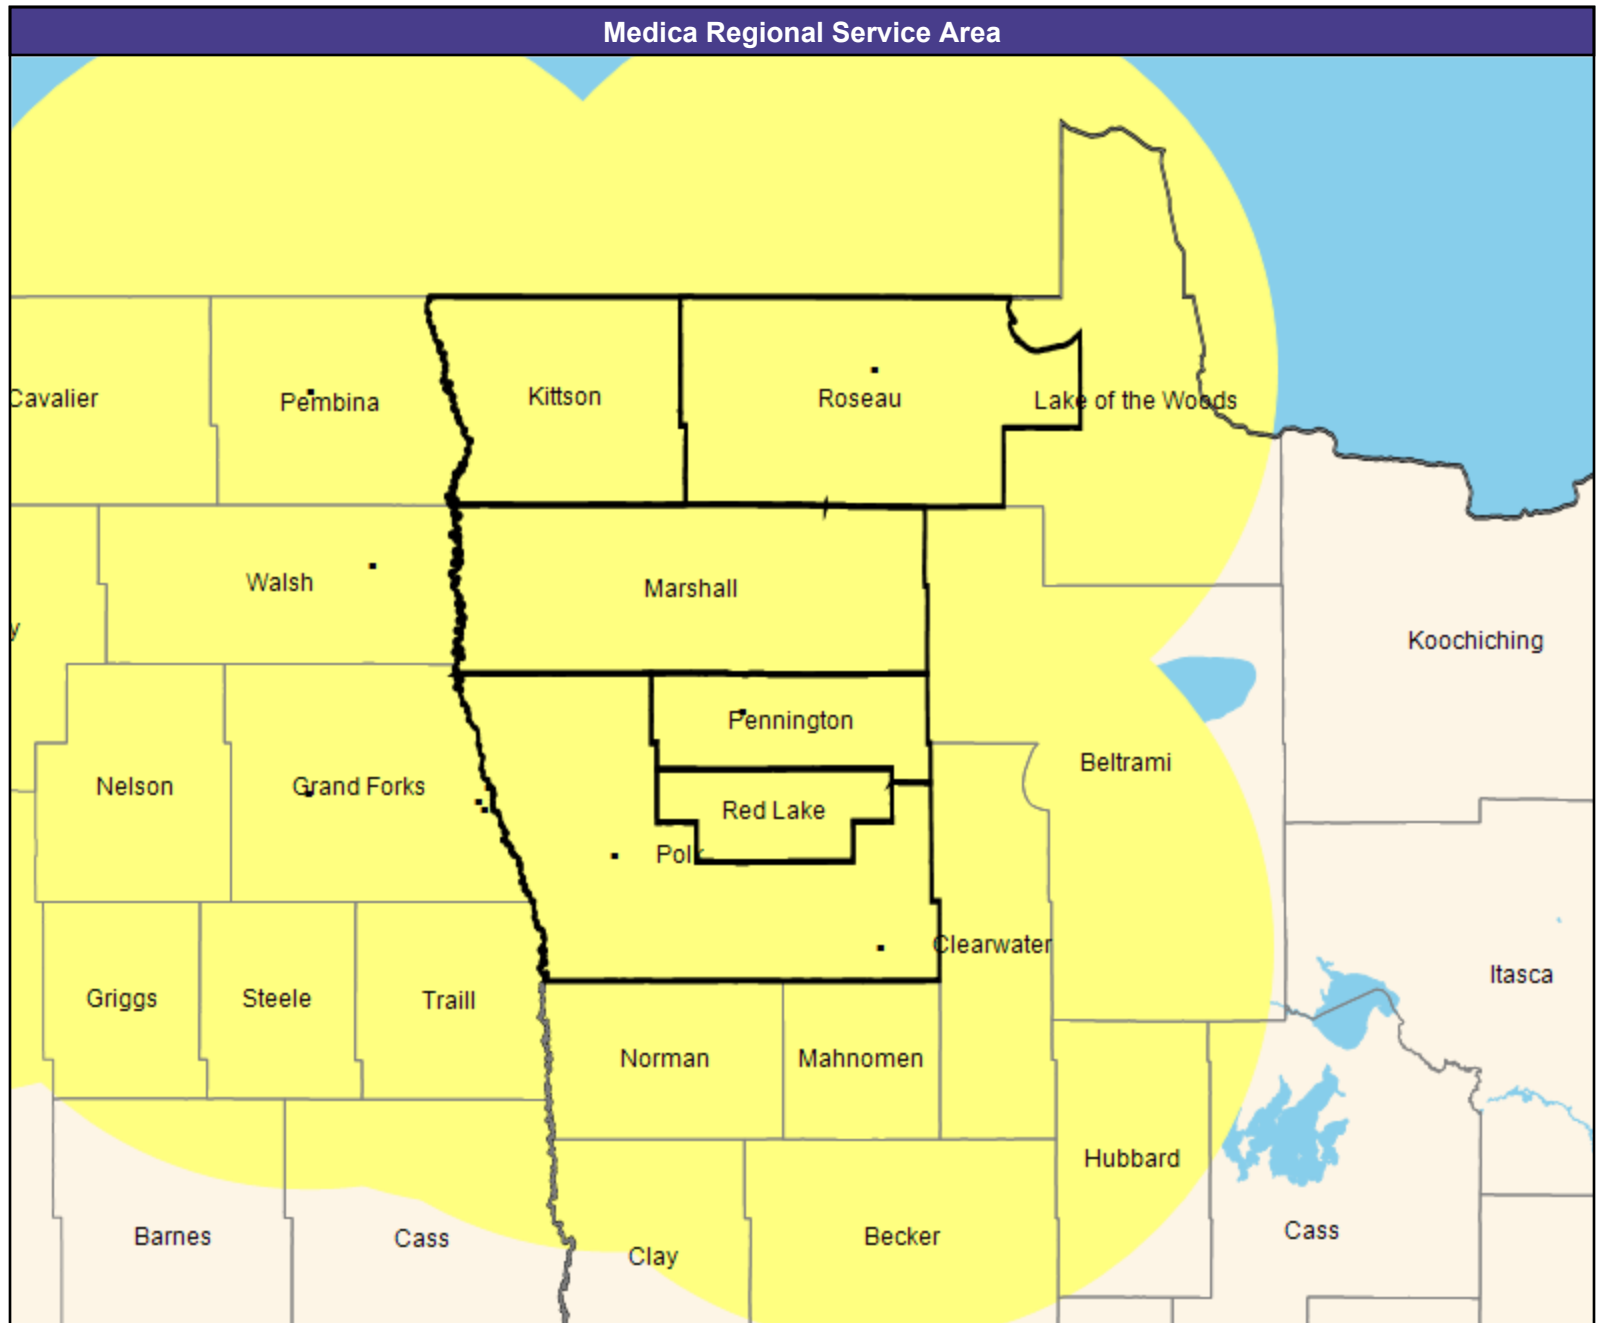 Medica Regional Service Area
Cavalier
Pembina
Kittson
Roseau
Lake of the Woods
Walsh
Marshall
y
Koochiching
Pennington
Nelson
Grand Forks
Red Lake
Beltrami
Polk
Clearwater
Griggs
Steele
Traill
Itasca
Norman
Mahnomen
Hubbard
Barnes
Cass
Clay
Becker
Cass